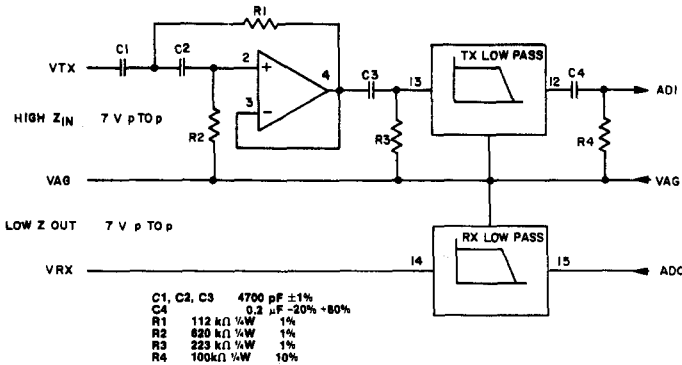 R1
C1
C2
VTX
2
+
4
3
−
C3
13
TX LOW PASS
12
C4
ADI
HIGH ZIN 7 V p TO p
R2
R3
R4
VAG
VAG
LOW Z OUT 7 V p TO p
RX LOW PASS
VRX
14
15
ADC
C1, C2, C3 4700 pF ±1%
C4 0.2 µF -20% +80%
R1 112 kΩ ¼W 1%
R2 620 kΩ ¼W 1%
R3 223 kΩ ¼W 1%
R4 100kΩ ¼W 10%